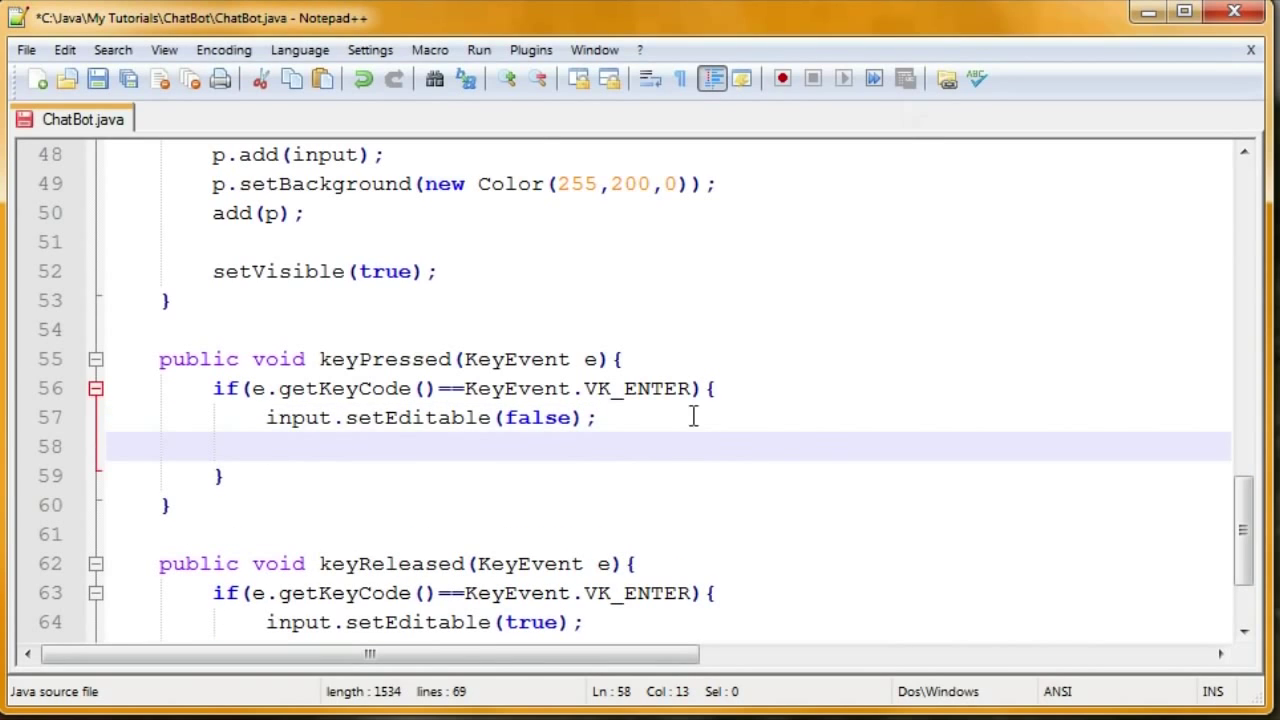 *C:\Java\My Tutorials\ChatBot\ChatBot.java - Notepad++
File Edit Search View Encoding Language Settings Macro Run Plugins Window ? X
ABC
ChatBot.java
48 p.add(input);
49 p.setBackground(new Color(255,200,0));
50 add(p);
51
52 setVisible(true);
53 }
54
55 public void keyPressed(KeyEvent e){
56 if(e.getKeyCode()==KeyEvent.VK_ENTER){
57 input.setEditable(false);
58
59 }
60 }
61
62 public void keyReleased(KeyEvent e){
63 if(e.getKeyCode()==KeyEvent.VK_ENTER){
64 input.setEditable(true);
Java source file length : 1534 lines : 69 Ln : 58 Col : 13 Sel : 0 Dos\Windows ANSI INS